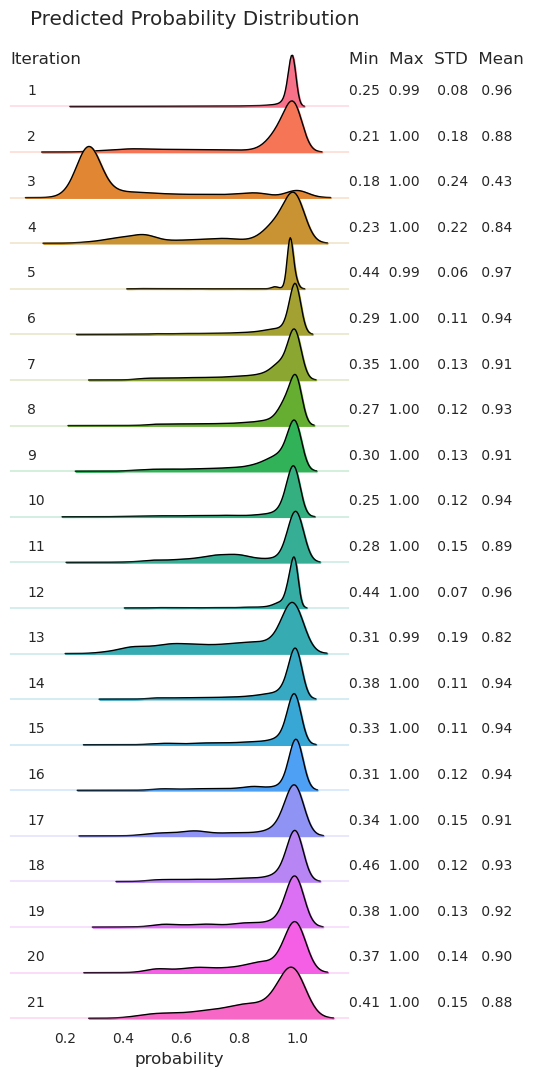 Predicted Probability Distribution
Iteration Min Max STD Mean
1 0.25 0.99 0.08 0.96
2 0.21 1.00 0.18 0.88
3 0.18 1.00 0.24 0.43
4 0.23 1.00 0.22 0.84
5 0.44 0.99 0.06 0.97
6 0.29 1.00 0.11 0.94
7 0.35 1.00 0.13 0.91
8 0.27 1.00 0.12 0.93
9 0.30 1.00 0.13 0.91
10 0.25 1.00 0.12 0.94
11 0.28 1.00 0.15 0.89
12 0.44 1.00 0.07 0.96
13 0.31 0.99 0.19 0.82
14 0.38 1.00 0.11 0.94
15 0.33 1.00 0.11 0.94
16 0.31 1.00 0.12 0.94
17 0.34 1.00 0.15 0.91
18 0.46 1.00 0.12 0.93
19 0.38 1.00 0.13 0.92
20 0.37 1.00 0.14 0.90
21 0.41 1.00 0.15 0.88
0.2 0.4 0.6 0.8 1.0
probability